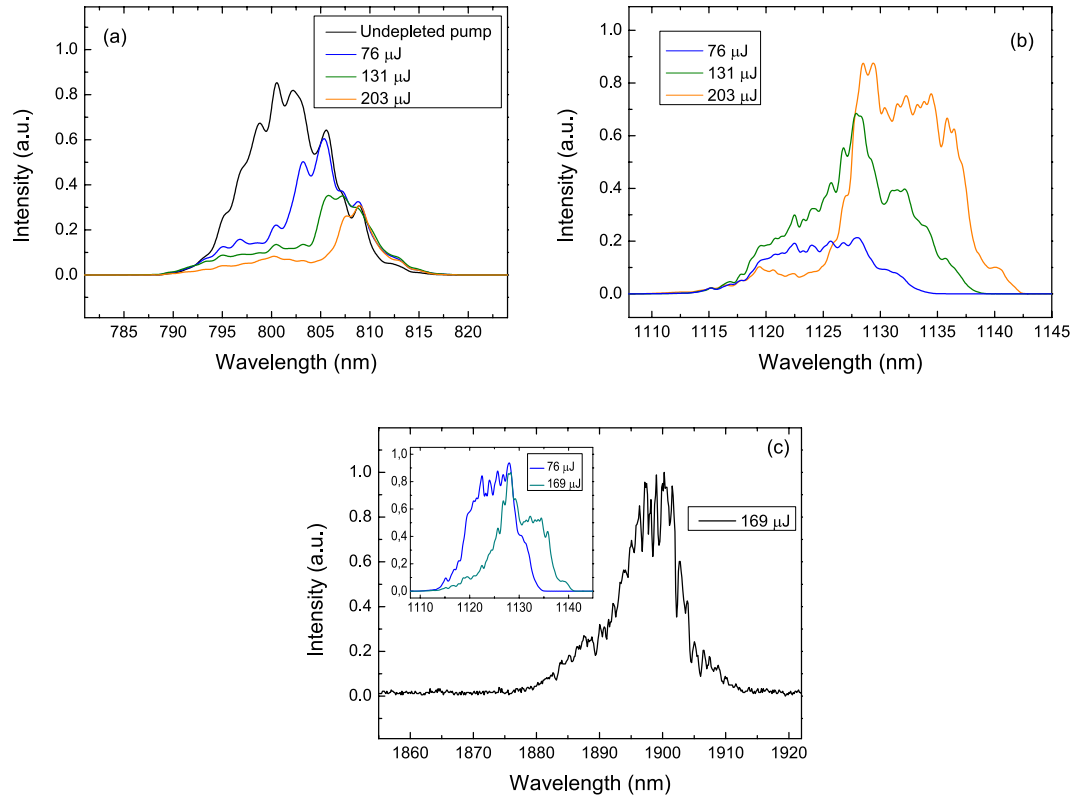 (a)
Undepleted pump
76 μJ
131 μJ
203 μJ
1.0
0.8
0.6
0.4
0.2
0.0
Intensity (a.u.)
785 790 795 800 805 810 815 820
Wavelength (nm)
(b)
76 μJ
131 μJ
203 μJ
1.0
0.8
0.6
0.4
0.2
0.0
Intensity (a.u.)
1110 1115 1120 1125 1130 1135 1140 1145
Wavelength (nm)
(c)
169 μJ
1.0
0.8
0.6
0.4
0.2
0.0
Intensity (a.u.)
76 μJ
169 μJ
1,0
0,8
0,6
0,4
0,2
0,0
1110 1120 1130 1140
1860 1870 1880 1890 1900 1910 1920
Wavelength (nm)